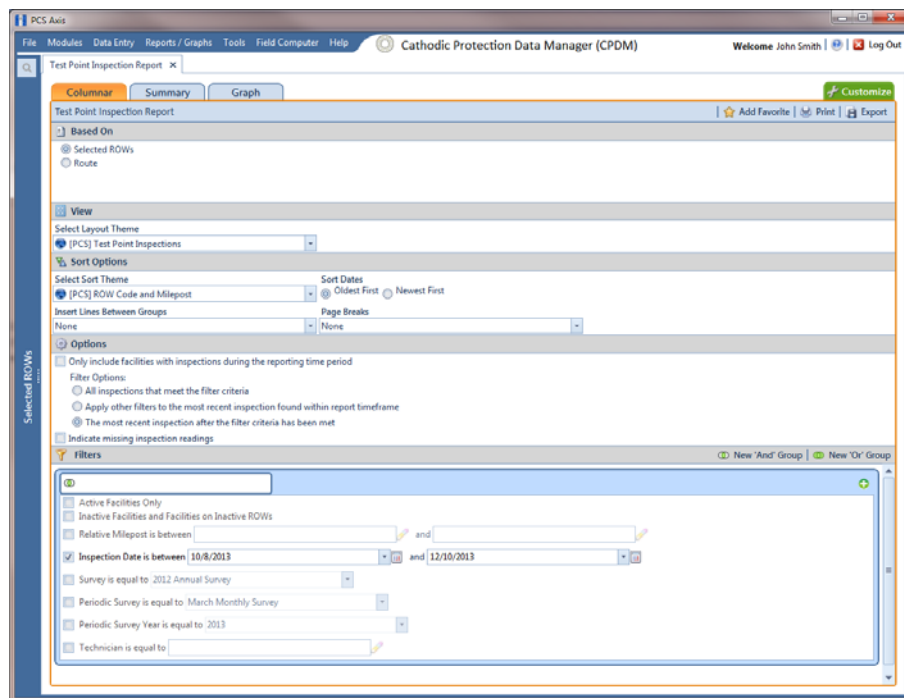 PCS Axis
File Modules Data Entry Reports / Graphs Tools Field Computer Help Cathodic Protection Data Manager (CPDM) Welcome John Smith Log Out
Test Point Inspection Report
Columnar Summary Graph Customize
Test Point Inspection Report Add Favorite Print Export
Based On
Selected ROWs
Route
View
Select Layout Theme
[PCS] Test Point Inspections
Sort Options
Select Sort Theme Sort Dates
[PCS] ROW Code and Milepost Oldest First Newest First
Insert Lines Between Groups Page Breaks
None None
Options
Only include facilities with inspections during the reporting time period
Filter Options:
All inspections that meet the filter criteria
Apply other filters to the most recent inspection found within report timeframe
The most recent inspection after the filter criteria has been met
Indicate missing inspection readings
Selected ROWs
Filters New 'And' Group New 'Or' Group
Active Facilities Only
Inactive Facilities and Facilities on Inactive ROWs
Relative Milepost is between and
Inspection Date is between 10/8/2013 and 12/10/2013
Survey is equal to 2012 Annual Survey
Periodic Survey is equal to March Monthly Survey
Periodic Survey Year is equal to 2013
Technician is equal to